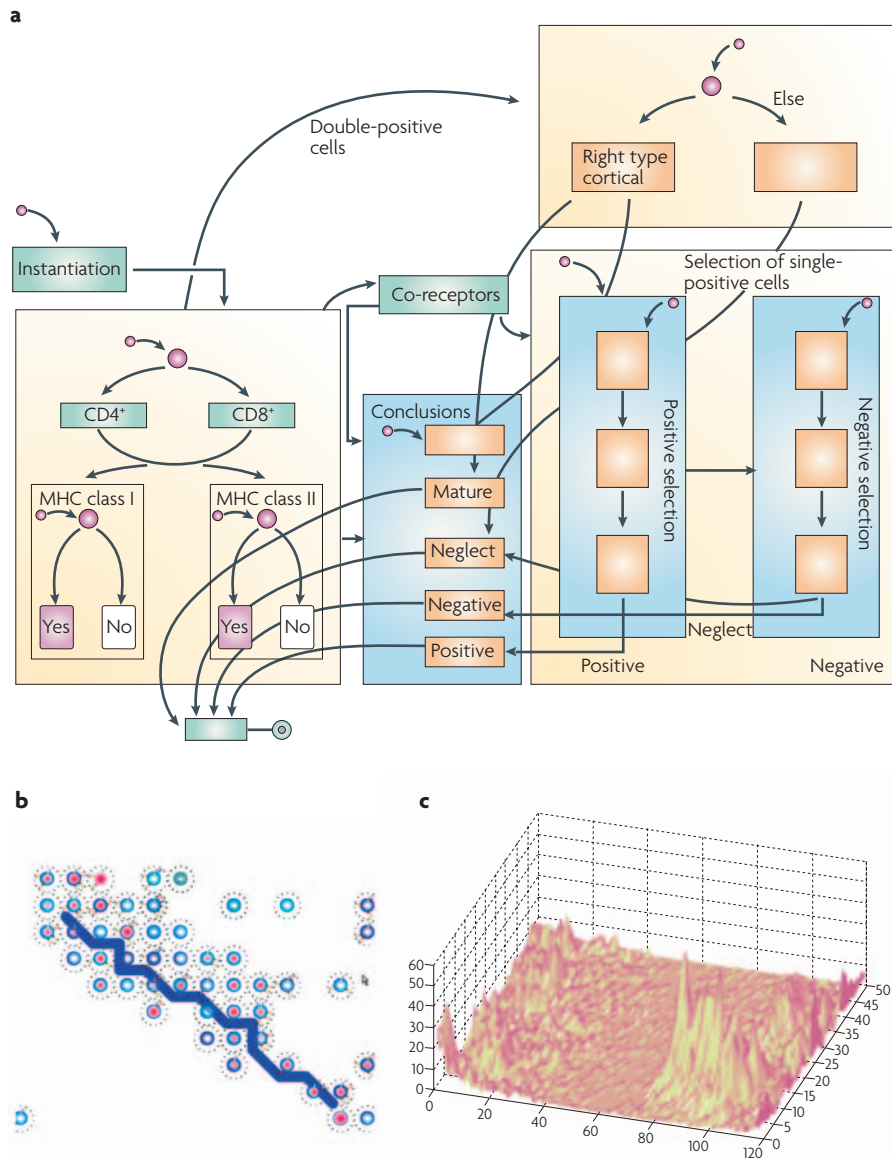 a
Double-positive
cells
Else
Right type
cortical
Instantiation
Co-receptors
Selection of single-
positive cells
CD4⁺
CD8⁺
MHC class I
MHC class II
Yes
No
Yes
No
Conclusions
Mature
Neglect
Negative
Positive
Positive selection
Negative selection
Neglect
Positive
Negative
b
c
60
50
40
30
20
10
0
0
20
40
60
80
100
120
0
5
10
15
20
25
30
35
40
45
50